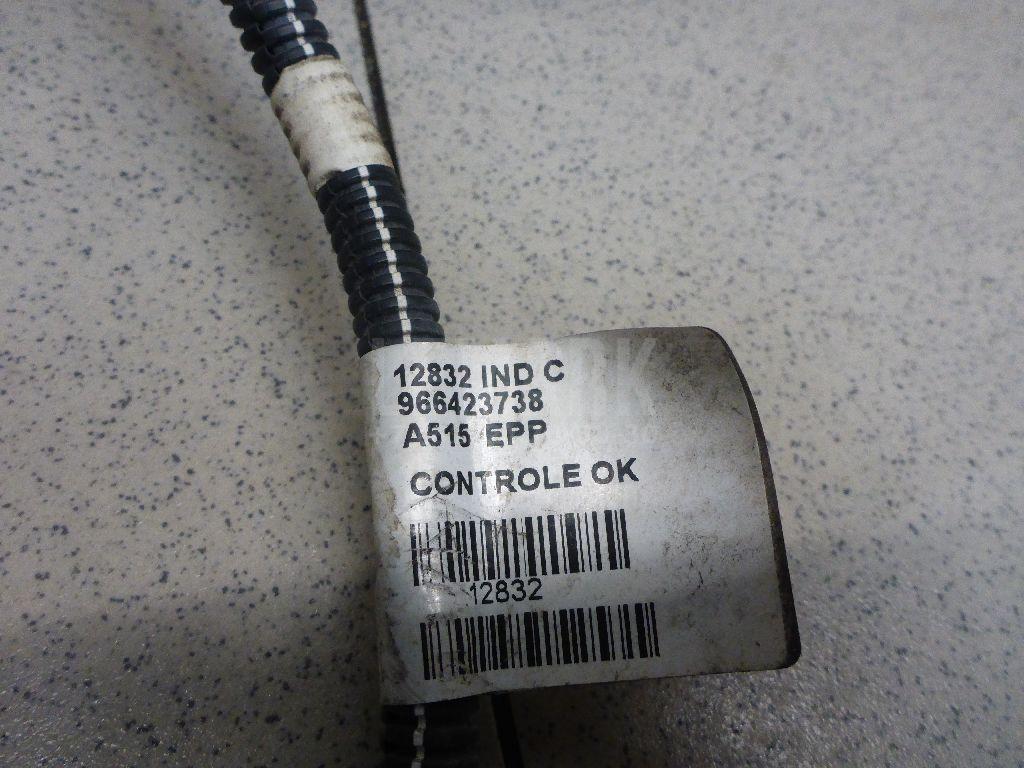 12832 IND C
966423738
A515 EPP
CONTROLE OK
12832